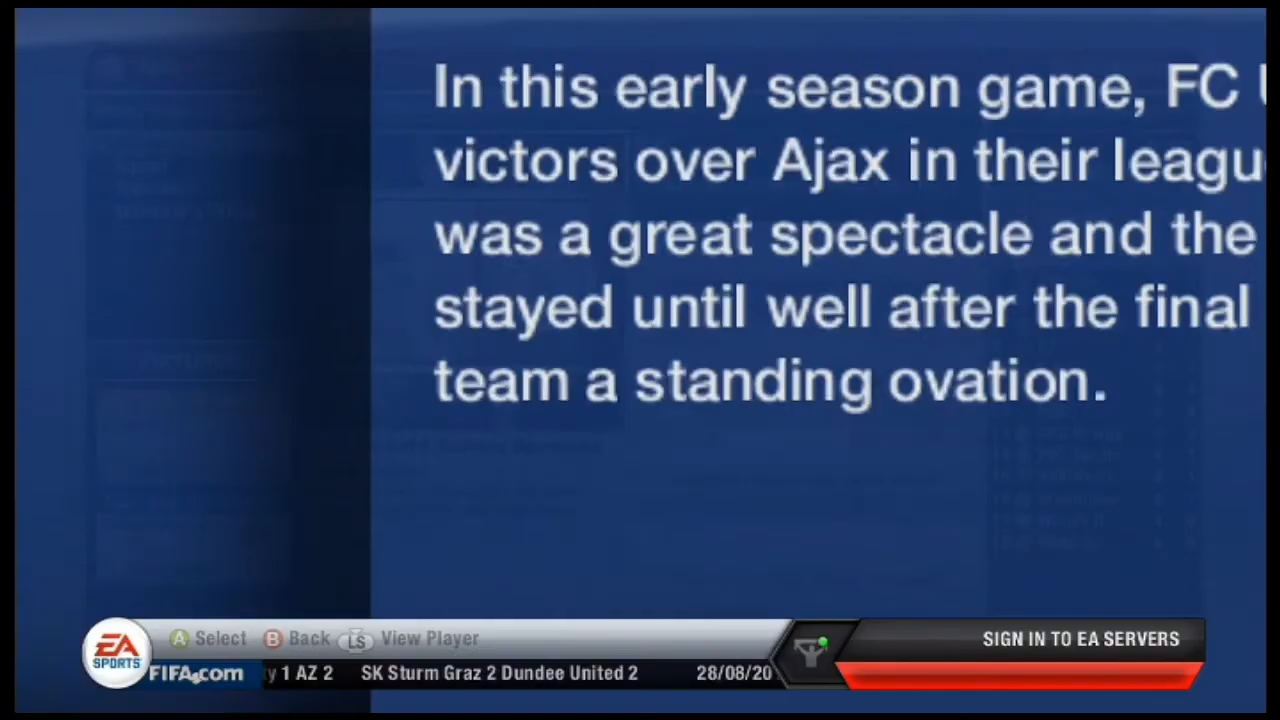 In this early season game, FC
victors over Ajax in their leagu
was a great spectacle and the
stayed until well after the final
team a standing ovation.
A Select B Back LS View Player
SIGN IN TO EA SERVERS
EA
SPORTS
FIFA.com
y 1 AZ 2 SK Sturm Graz 2 Dundee United 2 28/08/20